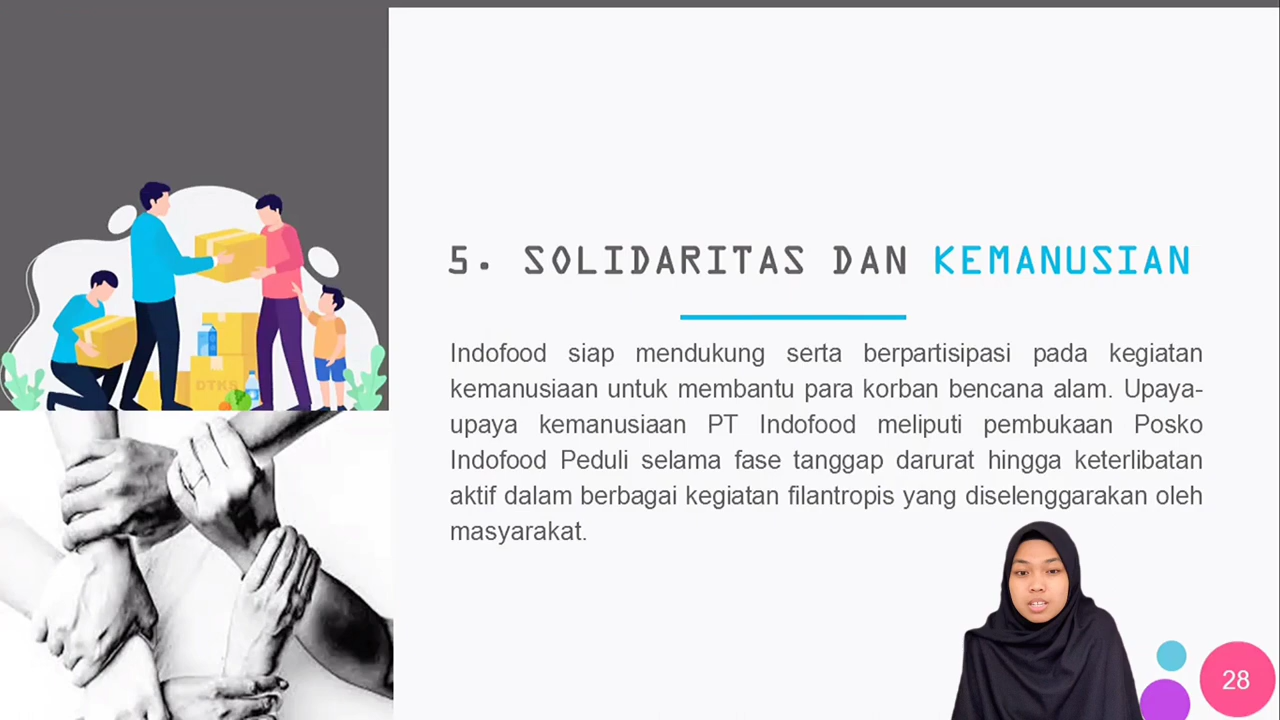 5. SOLIDARITAS DAN KEMANUSIAN
Indofood siap mendukung serta berpartisipasi pada kegiatan
kemanusiaan untuk membantu para korban bencana alam. Upaya-
upaya kemanusiaan PT Indofood meliputi pembukaan Posko
Indofood Peduli selama fase tanggap darurat hingga keterlibatan
aktif dalam berbagai kegiatan filantropis yang diselenggarakan oleh
masyarakat.
DTKS
28